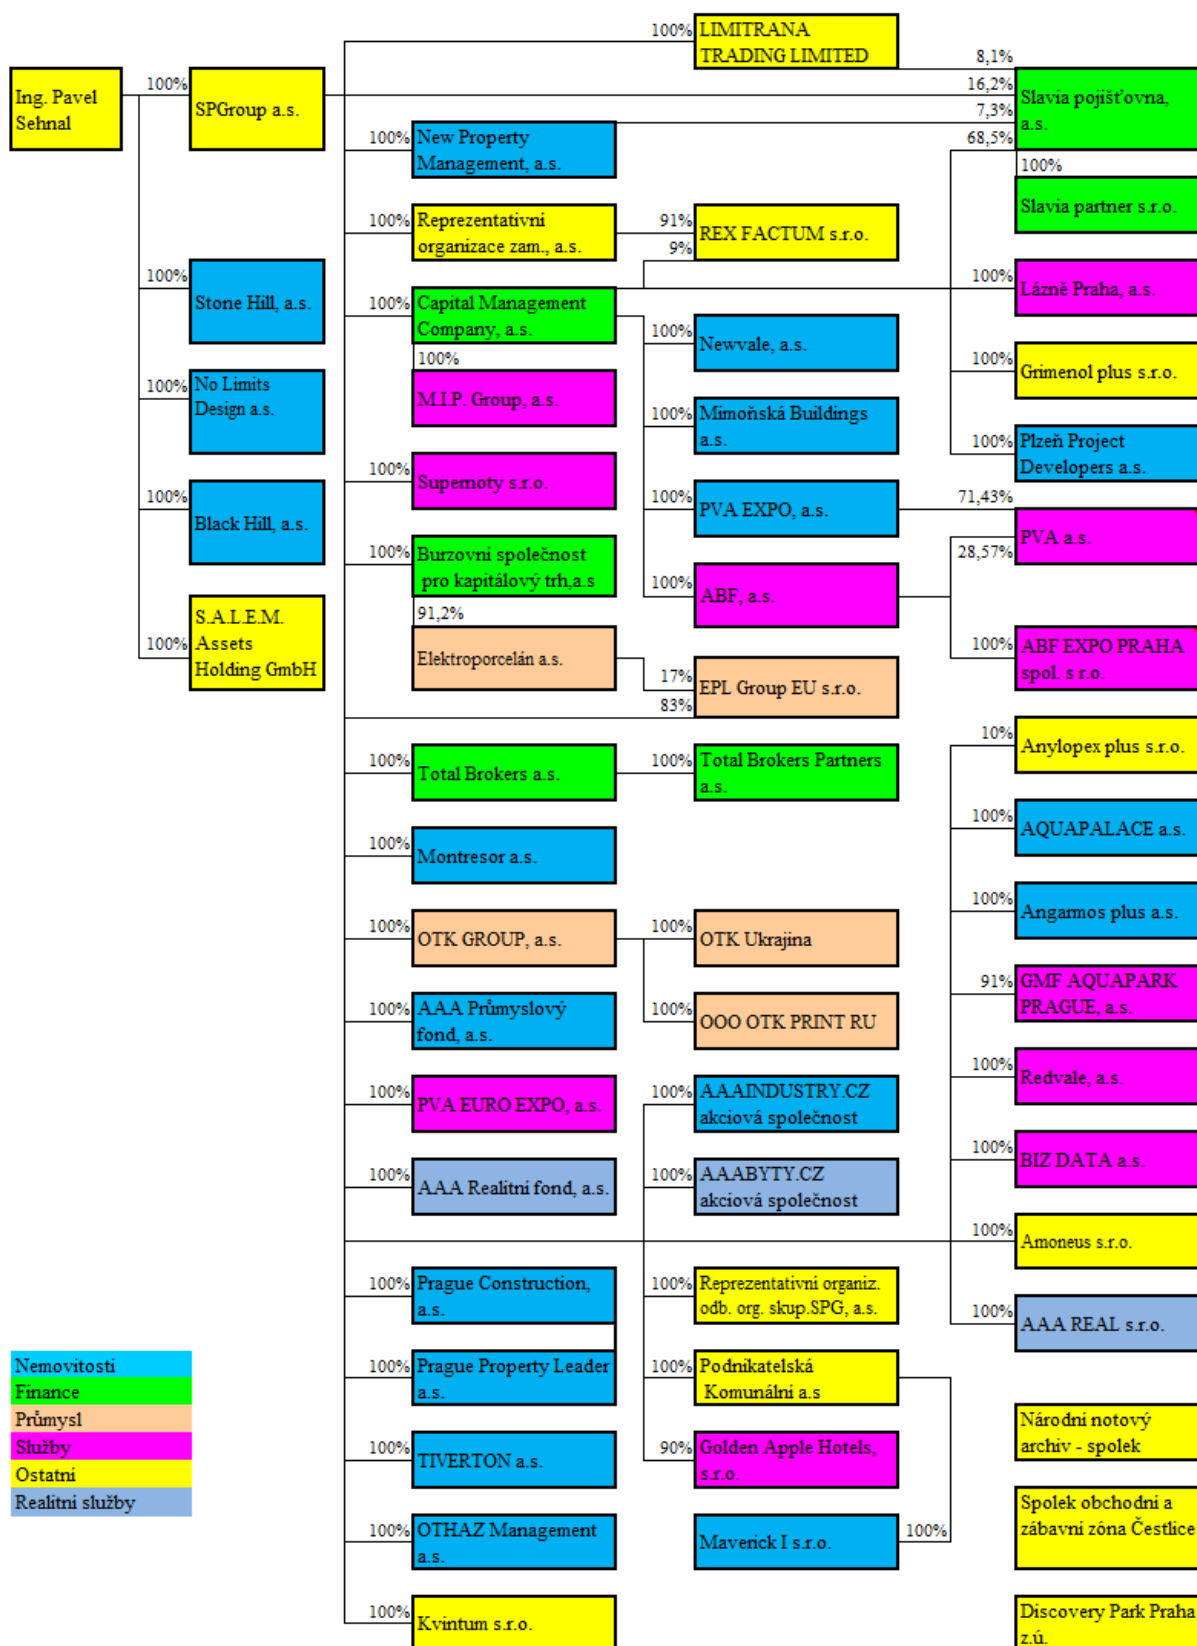 100%
LIMITRANA
TRADING LIMITED
8,1%
Ing. Pavel
Sehnal
100%
SPGroup a.s.
16,2%
7,3%
68,5%
Slavia pojišťovna,
a.s.
100%
New Property
Management, a.s.
100%
Slavia partner s.r.o.
100%
Reprezentativní
organizace zam., a.s.
91%
9%
REX FACTUM s.r.o.
100%
Stone Hill, a.s.
100%
Capital Management
Company, a.s.
100%
Lázně Praha, a.s.
100%
Newvale, a.s.
100%
Grimenol plus s.r.o.
100%
M.I.P. Group, a.s.
100%
No Limits
Design a.s.
100%
Mimoňská Buildings
a.s.
100%
Plzeň Project
Developers a.s.
100%
Supernoty s.r.o.
100%
Black Hill, a.s.
100%
PVA EXPO, a.s.
71,43%
28,57%
PVA a.s.
100%
Burzovní společnost
pro kapitálový trh,a.s
100%
ABF, a.s.
91,2%
Elektroporcelán a.s.
100%
S.A.L.E.M.
Assets
Holding GmbH
17%
83%
EPL Group EU s.r.o.
100%
ABF EXPO PRAHA
spol. s r.o.
100%
Total Brokers a.s.
100%
Total Brokers Partners
a.s.
10%
Anylopex plus s.r.o.
100%
Montresor a.s.
100%
AQUAPALACE a.s.
100%
OTK GROUP, a.s.
100%
OTK Ukrajina
100%
Angarmos plus a.s.
100%
AAA Průmyslový
fond, a.s.
100%
OOO OTK PRINT RU
91%
GMF AQUAPARK
PRAGUE, a.s.
100%
PVA EURO EXPO, a.s.
100%
AAAINDUSTRY.CZ
akciová společnost
100%
Redvale, a.s.
100%
AAA Realitní fond, a.s.
100%
AAABYTY.CZ
akciová společnost
100%
BIZ DATA a.s.
100%
Amoneus s.r.o.
100%
Prague Construction,
a.s.
100%
Reprezentativní organiz.
odb. org. skup.SPG, a.s.
100%
AAA REAL s.r.o.
100%
Prague Property Leader
a.s.
100%
Podnikatelská
Komunální a.s
Národní notový
archiv - spolek
100%
TIVERTON a.s.
90%
Golden Apple Hotels,
s.r.o.
Spolek obchodní a
zábavní zóna Čestlice
100%
OTHAZ Management
a.s.
Maverick I s.r.o.
100%
100%
Kvintum s.r.o.
Discovery Park Praha
z.ú.
Nemovitosti
Finance
Průmysl
Služby
Ostatní
Realitní služby